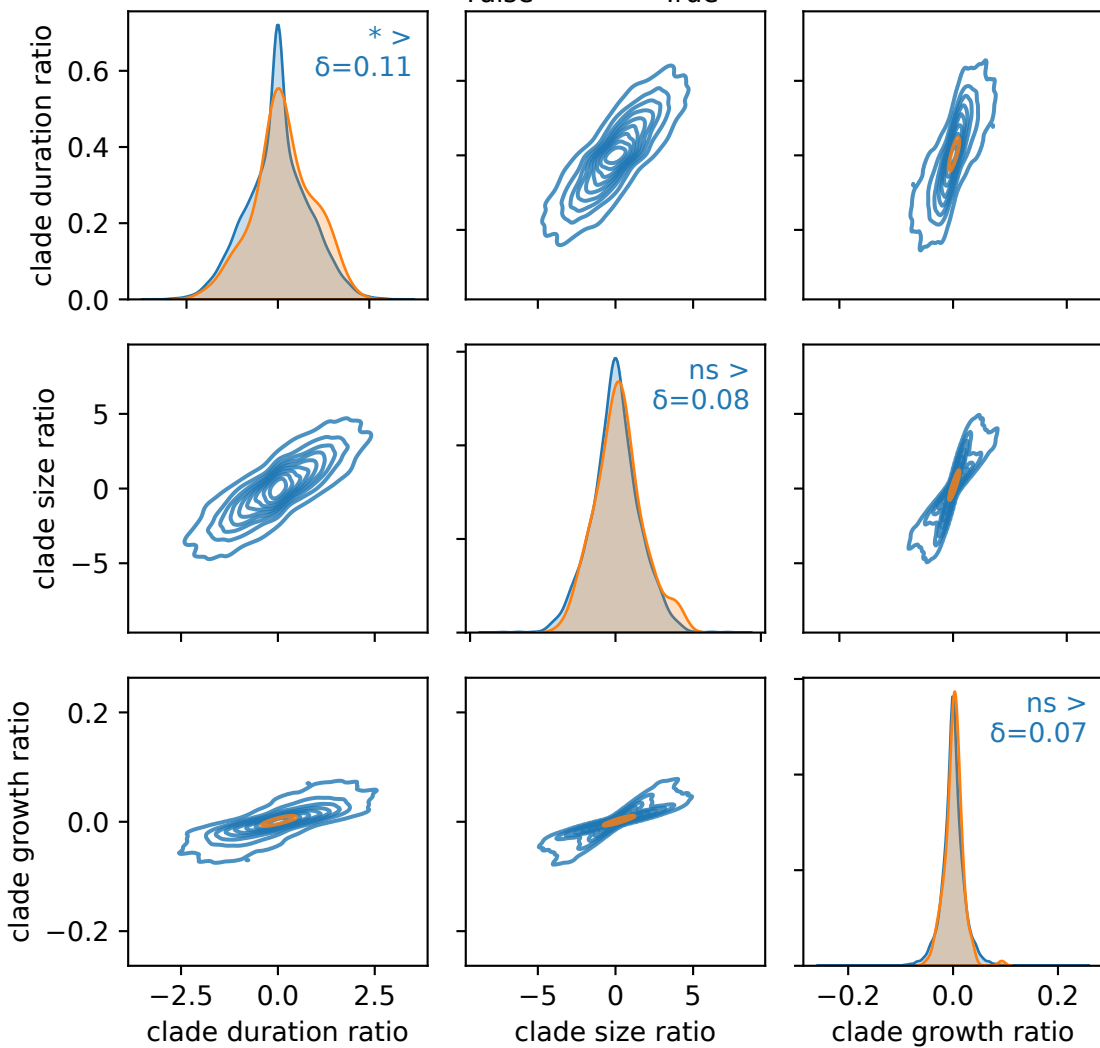 clade duration ratio
0.6
0.4
0.2
0.0
* >
δ=0.11
clade size ratio
5
0
−5
ns >
δ=0.08
clade growth ratio
0.2
0.0
−0.2
ns >
δ=0.07
−2.5 0.0 2.5
−5 0 5
−0.2 0.0 0.2
clade duration ratio
clade size ratio
clade growth ratio